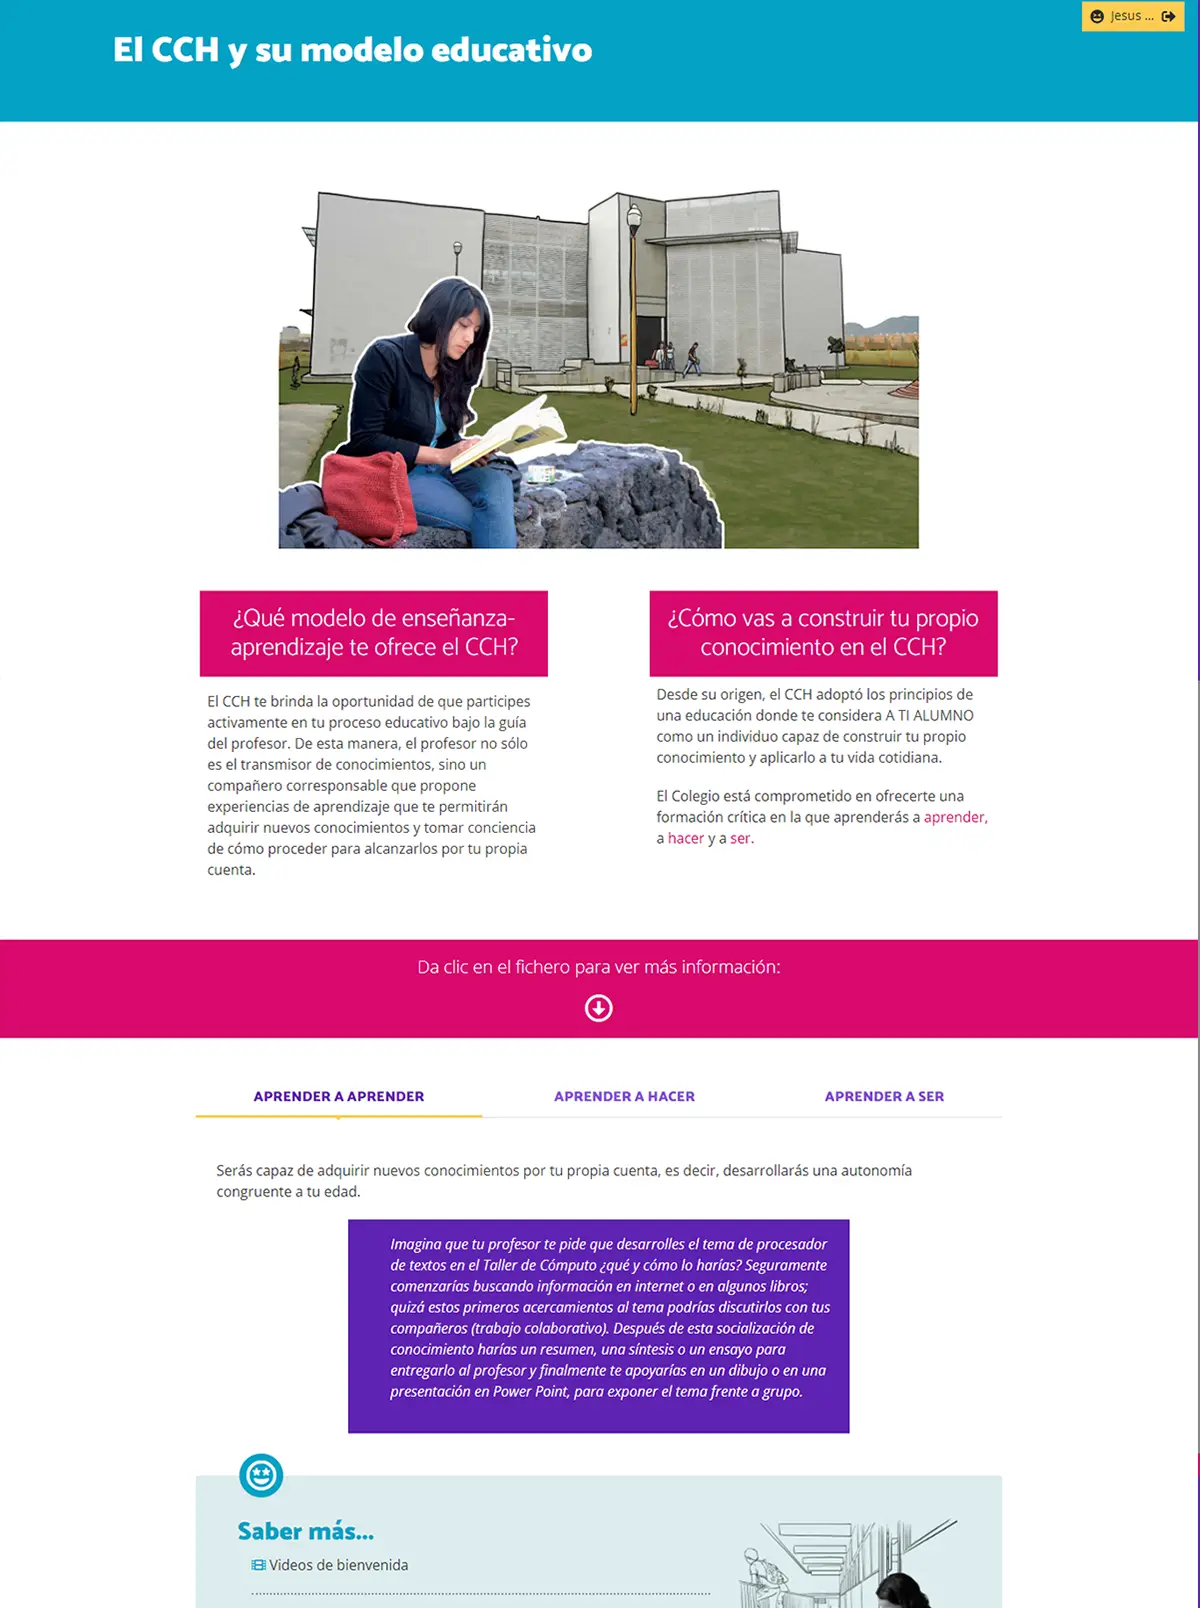 El CCH y su modelo educativo
Jesus ...
¿Qué modelo de enseñanza-
aprendizaje te ofrece el CCH?
El CCH te brinda la oportunidad de que participes
activamente en tu proceso educativo bajo la guía
del profesor. De esta manera, el profesor no sólo
es el transmisor de conocimientos, sino un
compañero corresponsable que propone
experiencias de aprendizaje que te permitirán
adquirir nuevos conocimientos y tomar conciencia
de cómo proceder para alcanzarlos por tu propia
cuenta.
¿Cómo vas a construir tu propio
conocimiento en el CCH?
Desde su origen, el CCH adoptó los principios de
una educación donde te considera A TI ALUMNO
como un individuo capaz de construir tu propio
conocimiento y aplicarlo a tu vida cotidiana.
El Colegio está comprometido en ofrecerte una
formación crítica en la que aprenderás a aprender,
a hacer y a ser.
Da clic en el fichero para ver más información:
APRENDER A APRENDER
APRENDER A HACER
APRENDER A SER
Serás capaz de adquirir nuevos conocimientos por tu propia cuenta, es decir, desarrollarás una autonomía
congruente a tu edad.
Imagina que tu profesor te pide que desarrolles el tema de procesador
de textos en el Taller de Cómputo ¿qué y cómo lo harías? Seguramente
comenzarías buscando información en internet o en algunos libros;
quizá estos primeros acercamientos al tema podrías discutirlos con tus
compañeros (trabajo colaborativo). Después de esta socialización de
conocimiento harías un resumen, una síntesis o un ensayo para
entregarlo al profesor y finalmente te apoyarías en un dibujo o en una
presentación en Power Point, para exponer el tema frente a grupo.
Saber más...
Videos de bienvenida